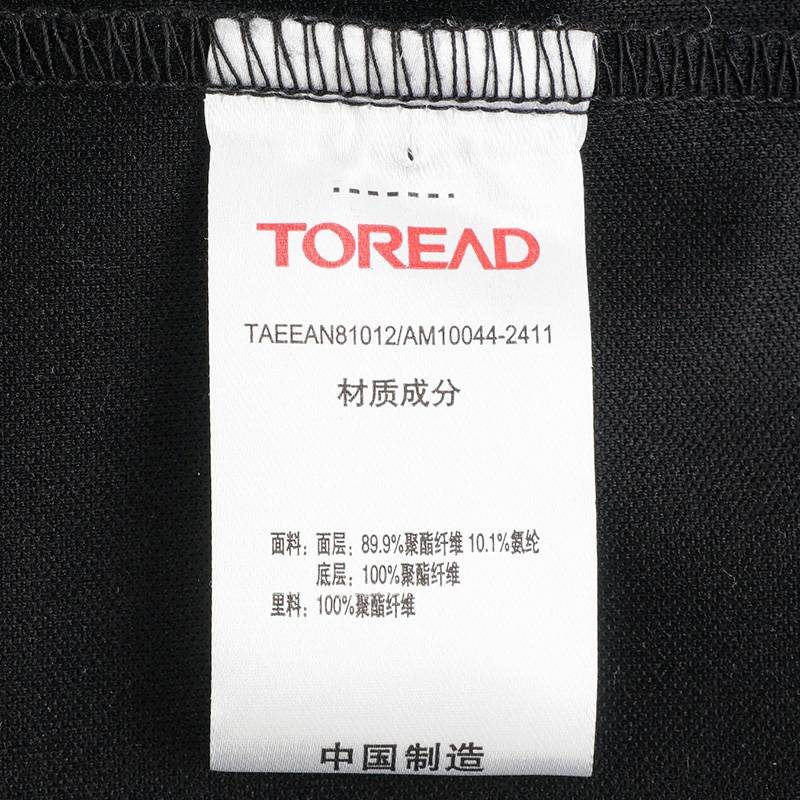 TOREAD
TAEEAN81012/AM10044-2411
材质成分
面料：面层：89.9%聚酯纤维 10.1%氨纶
底层：100%聚酯纤维
里料：100%聚酯纤维
中国制造